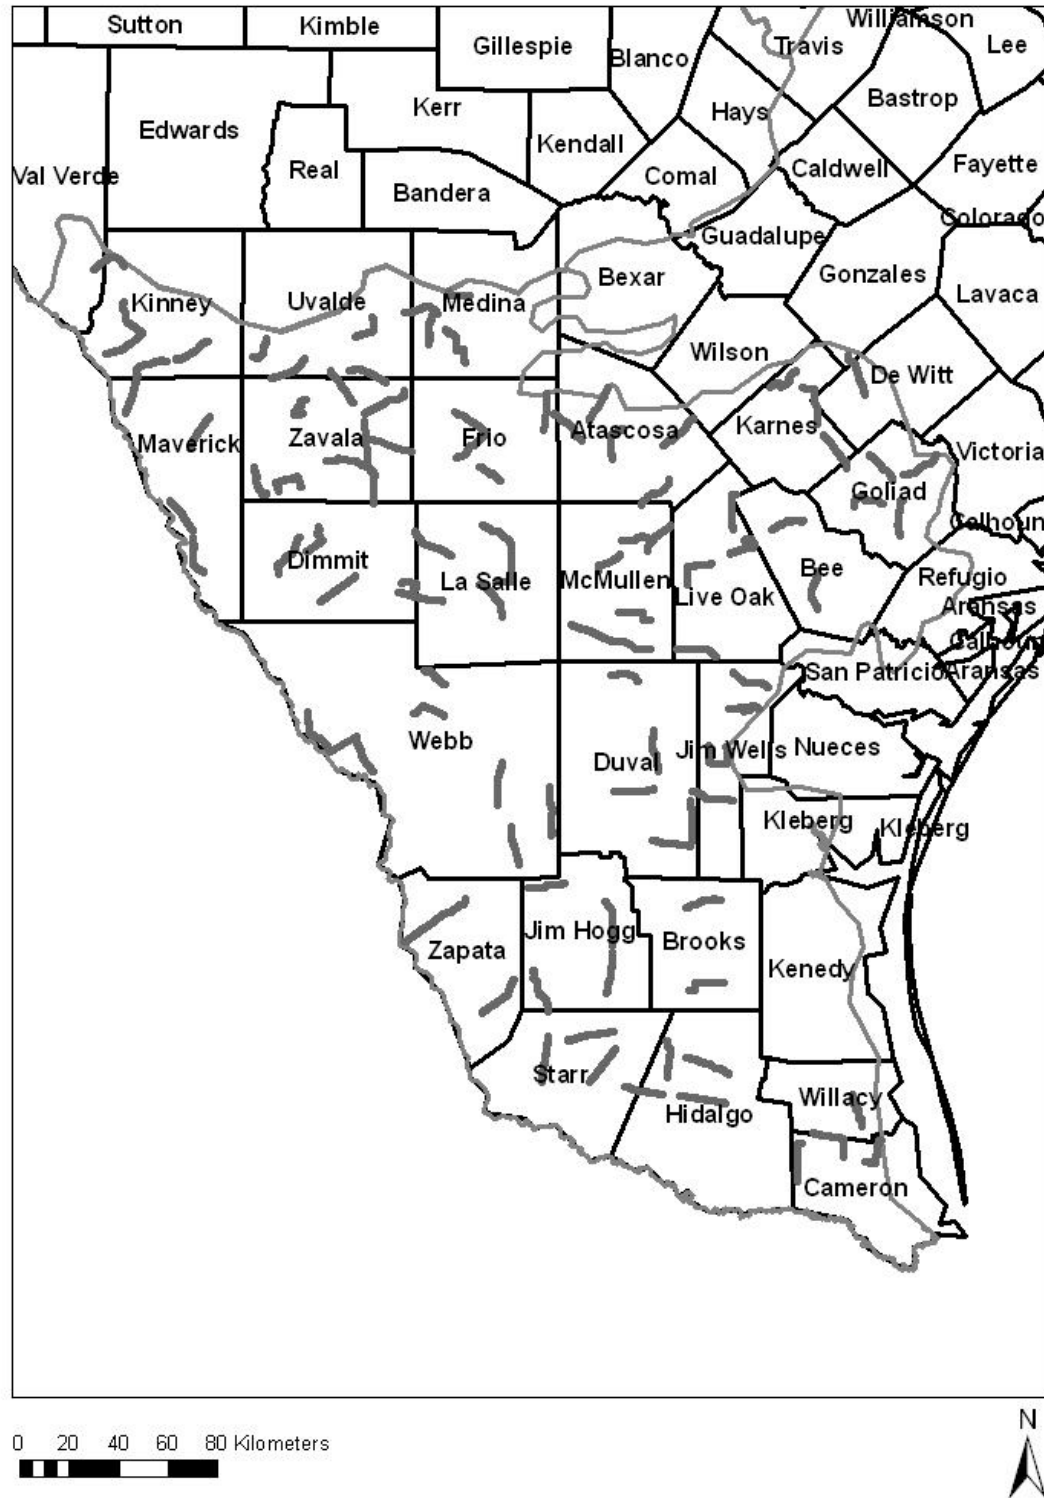 Sutton
Kimble
Gillespie
Blanco
Travis
Williamson
Lee
Edwards
Kerr
Hays
Bastrop
Val Verde
Real
Kendall
Bandera
Comal
Caldwell
Fayette
Colorado
Guadalupe
Kinney
Uvalde
Medina
Bexar
Gonzales
Lavaca
Wilson
De Witt
Maverick
Zavala
Frio
Atascosa
Karnes
Victoria
Goliad
Calhoun
Dimmit
La Salle
McMullen
Live Oak
Bee
Refugio
Aransas
Calhoun
San Patricio
Aransas
Webb
Duval
Jim Wells
Nueces
Kleberg
Kleberg
Zapata
Jim Hogg
Brooks
Kenedy
Starr
Hidalgo
Willacy
Cameron
0 20 40 60 80 Kilometers
N